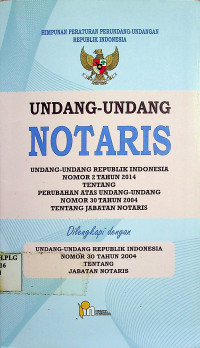 HIMPUNAN PERATURAN PERUNDANG-UNDANGAN
REPUBLIK INDONESIA
UNDANG-UNDANG
NOTARIS
UNDANG-UNDANG REPUBLIK INDONESIA
NOMOR 2 TAHUN 2014
TENTANG
PERUBAHAN ATAS UNDANG-UNDANG
NOMOR 30 TAHUN 2004
TENTANG JABATAN NOTARIS
Dilengkapi dengan
UNDANG-UNDANG REPUBLIK INDONESIA
NOMOR 30 TAHUN 2004
TENTANG
JABATAN NOTARIS